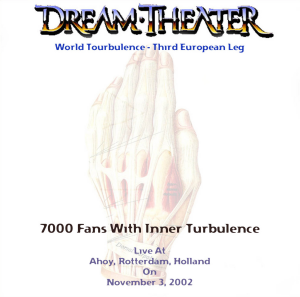 DREAM THEATER
World Tourbulence - Third European Leg
7000 Fans With Inner Turbulence
Live At
Ahoy, Rotterdam, Holland
On
November 3, 2002